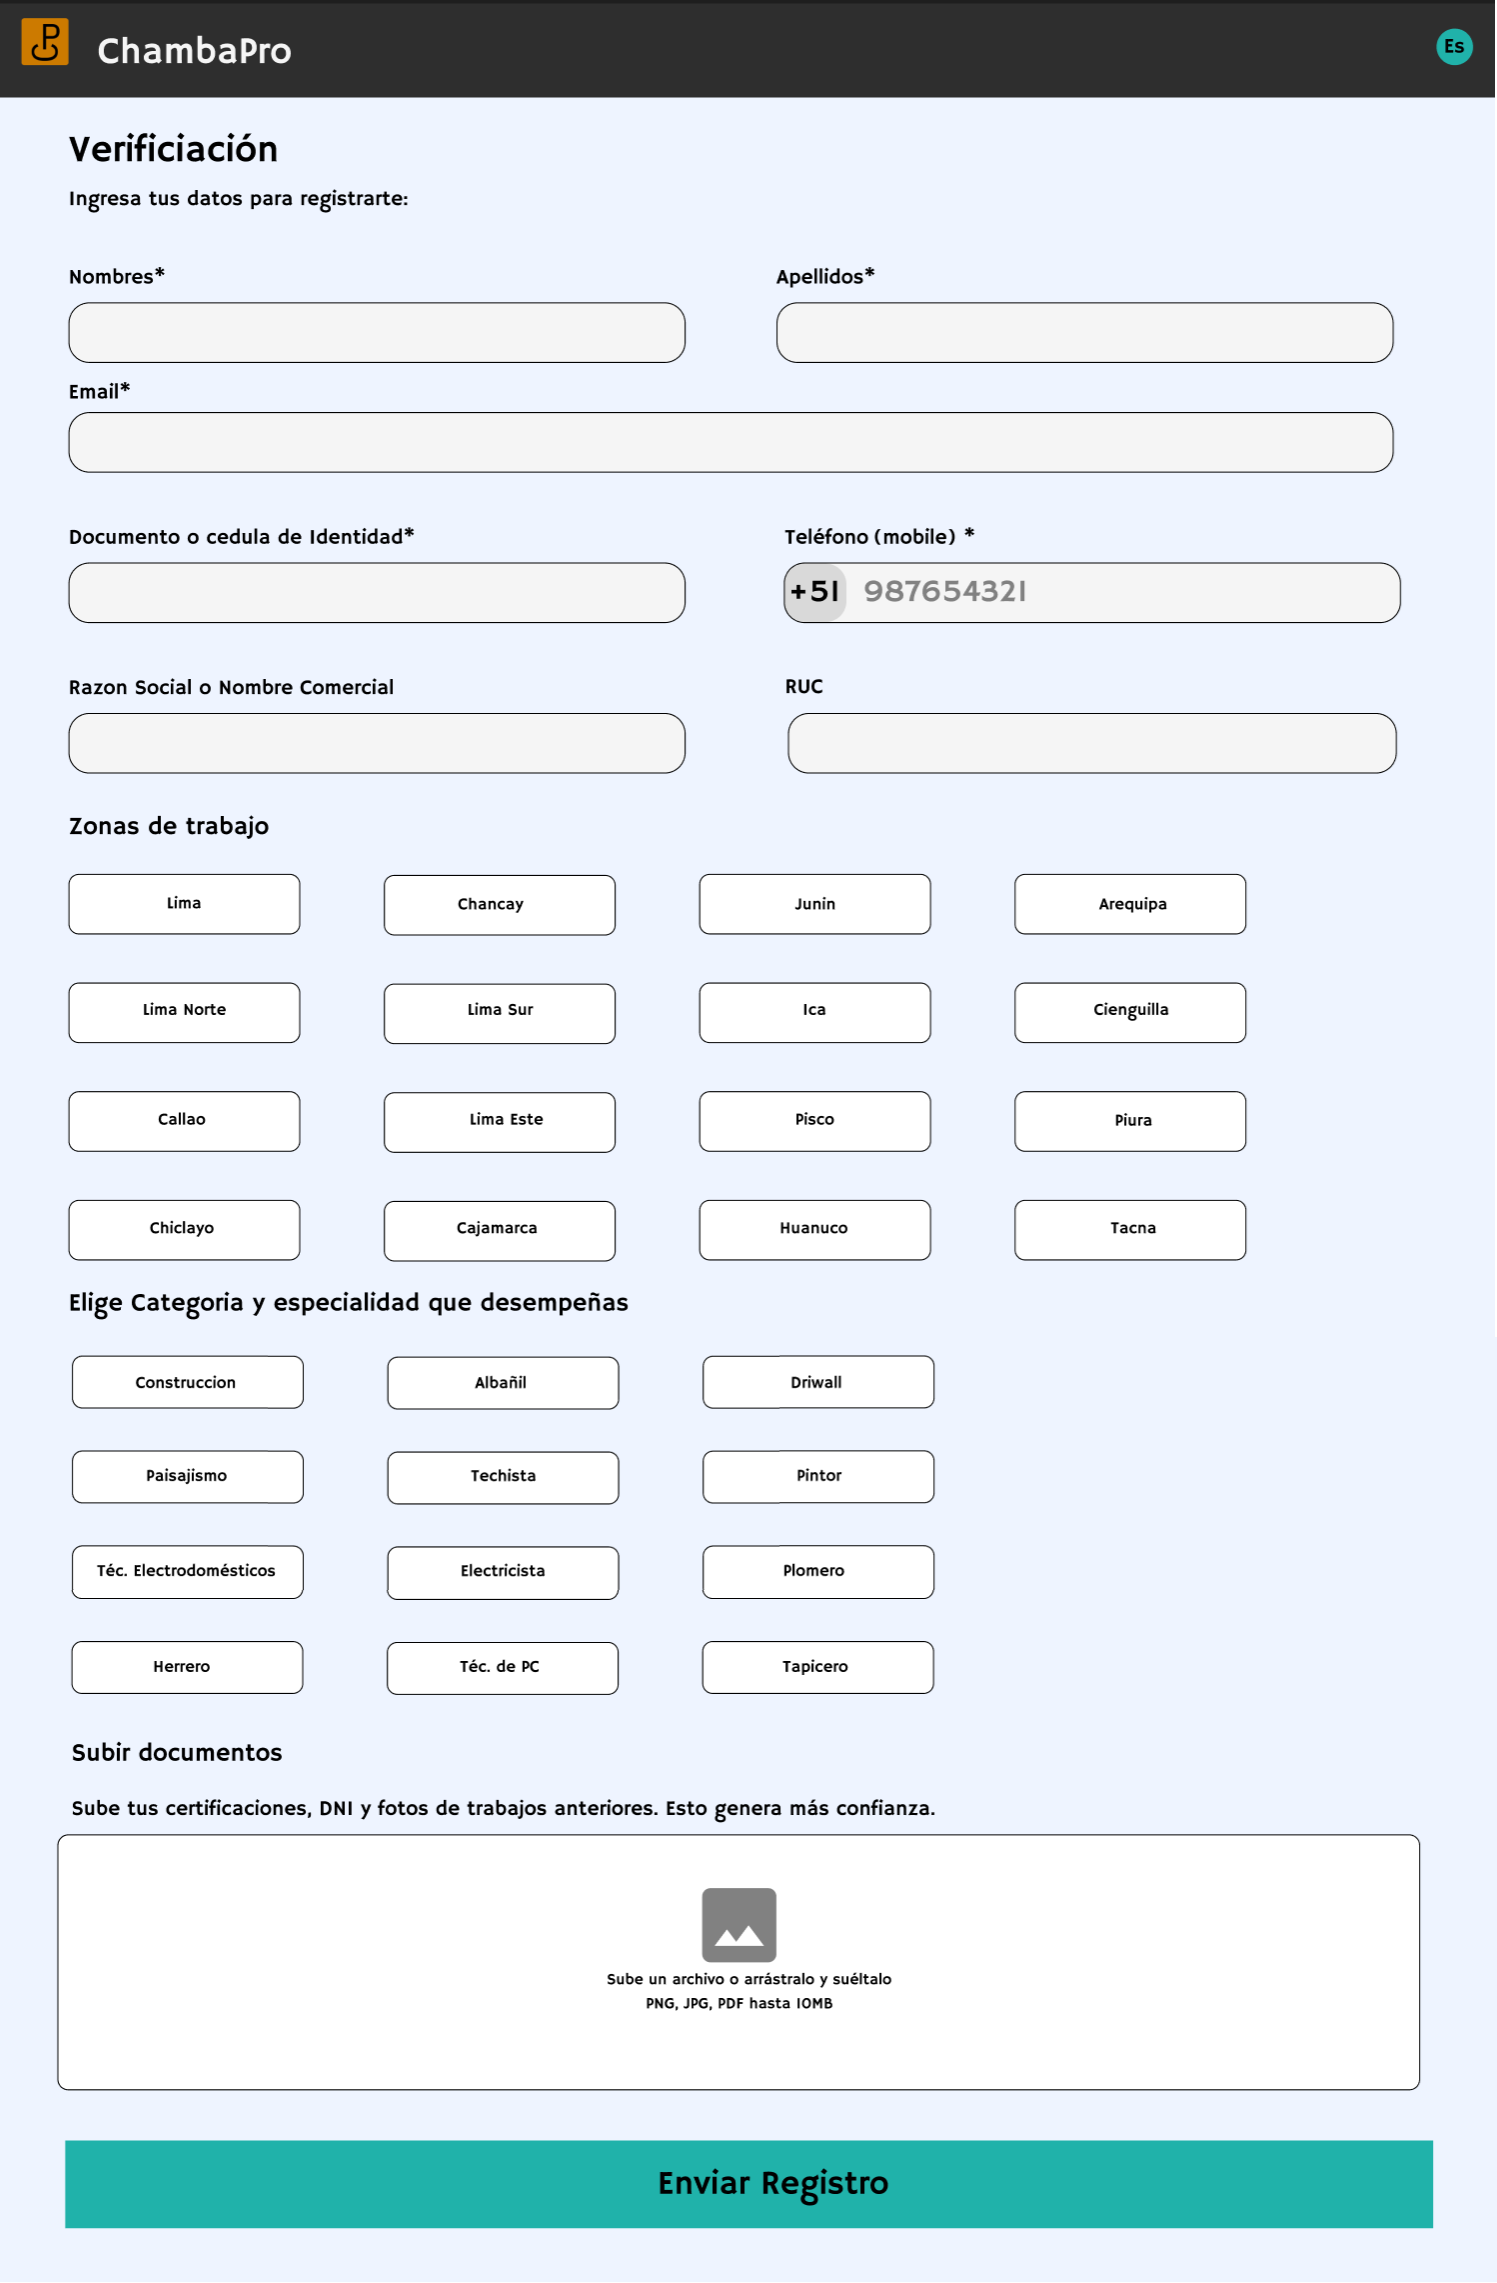 ChambaPro
Es
Verificiación
Ingresa tus datos para registrarte:
Nombres*
Apellidos*
Email*
Documento o cedula de Identidad*
Teléfono (mobile) *
+51 987654321
Razon Social o Nombre Comercial
RUC
Zonas de trabajo
Lima
Chancay
Junin
Arequipa
Lima Norte
Lima Sur
Ica
Cienguilla
Callao
Lima Este
Pisco
Piura
Chiclayo
Cajamarca
Huanuco
Tacna
Elige Categoria y especialidad que desempeñas
Construccion
Albañil
Driwall
Paisajismo
Techista
Pintor
Téc. Electrodomésticos
Electricista
Plomero
Herrero
Téc. de PC
Tapicero
Subir documentos
Sube tus certificaciones, DNI y fotos de trabajos anteriores. Esto genera más confianza.
Sube un archivo o arrástralo y suéltalo
PNG, JPG, PDF hasta 10MB
Enviar Registro